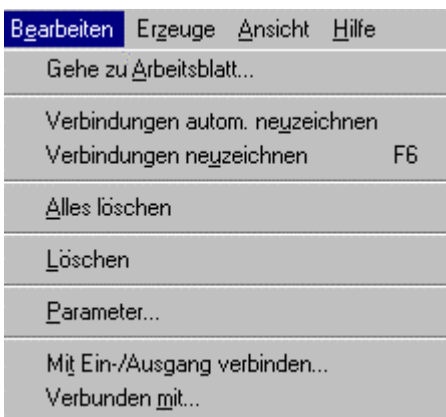 Bearbeiten Erzeuge Ansicht Hilfe
Gehe zu Arbeitsblatt...
Verbindungen autom. neuzeichnen
Verbindungen neuzeichnen F6
Alles löschen
Löschen
Parameter...
Mit Ein-/Ausgang verbinden...
Verbunden mit...